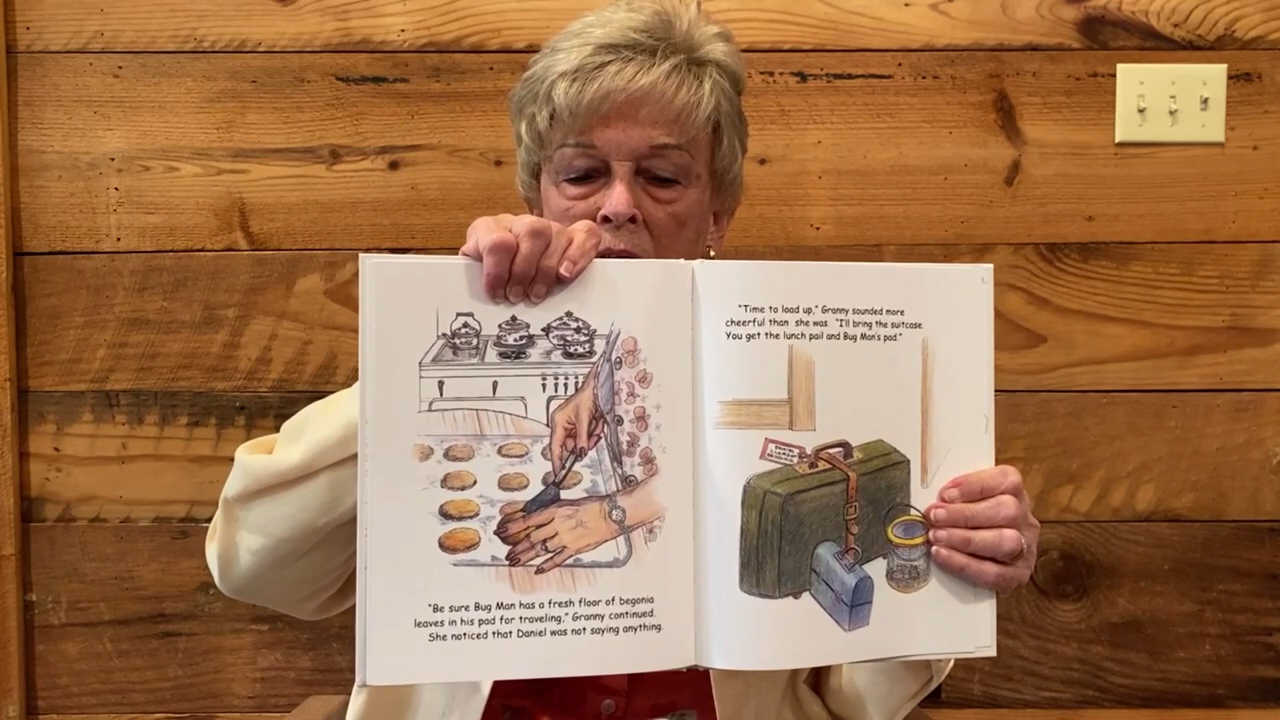 "Be sure Bug Man has a fresh floor of begonia
leaves in his pad for traveling," Granny continued.
She noticed that Daniel was not saying anything.
"Time to load up," Granny sounded more
cheerful than she was "I'll bring the suitcase.
You get the lunch pail and Bug Man's pad."